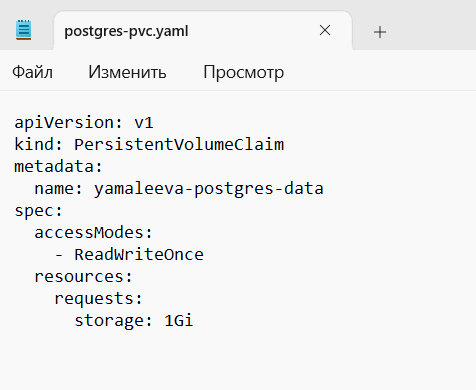 postgres-pvc.yaml
Файл Изменить Просмотр
apiVersion: v1
kind: PersistentVolumeClaim
metadata:
  name: yamaleeva-postgres-data
spec:
  accessModes:
    - ReadWriteOnce
  resources:
    requests:
      storage: 1Gi